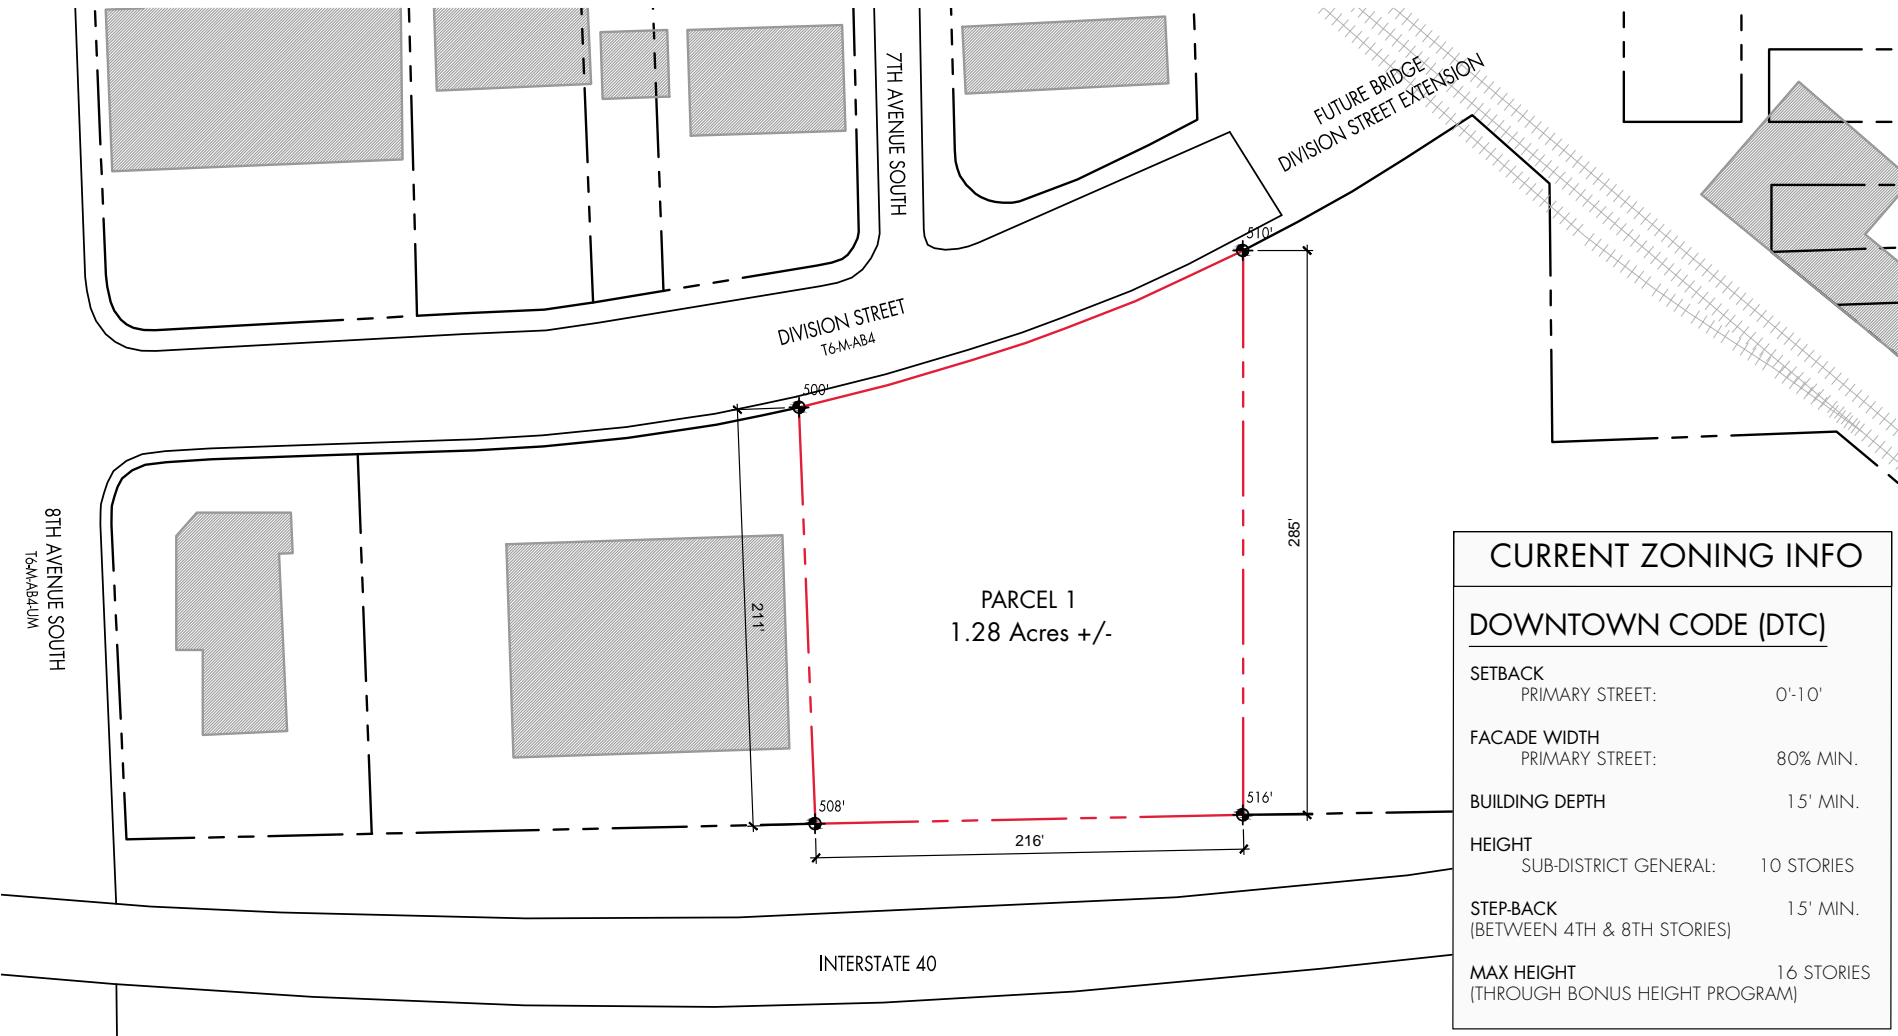 7TH AVENUE SOUTH
FUTURE BRIDGE
DIVISION STREET EXTENSION
510'
DIVISION STREET
T6-M-AB4
500'
8TH AVENUE SOUTH
T6-M-AB4-UM
211'
285'
PARCEL 1
1.28 Acres +/-
508'
516'
216'
INTERSTATE 40
CURRENT ZONING INFO
DOWNTOWN CODE (DTC)
SETBACK
PRIMARY STREET: 0'-10'
FACADE WIDTH
PRIMARY STREET: 80% MIN.
BUILDING DEPTH 15' MIN.
HEIGHT
SUB-DISTRICT GENERAL: 10 STORIES
STEP-BACK 15' MIN.
(BETWEEN 4TH & 8TH STORIES)
MAX HEIGHT 16 STORIES
(THROUGH BONUS HEIGHT PROGRAM)